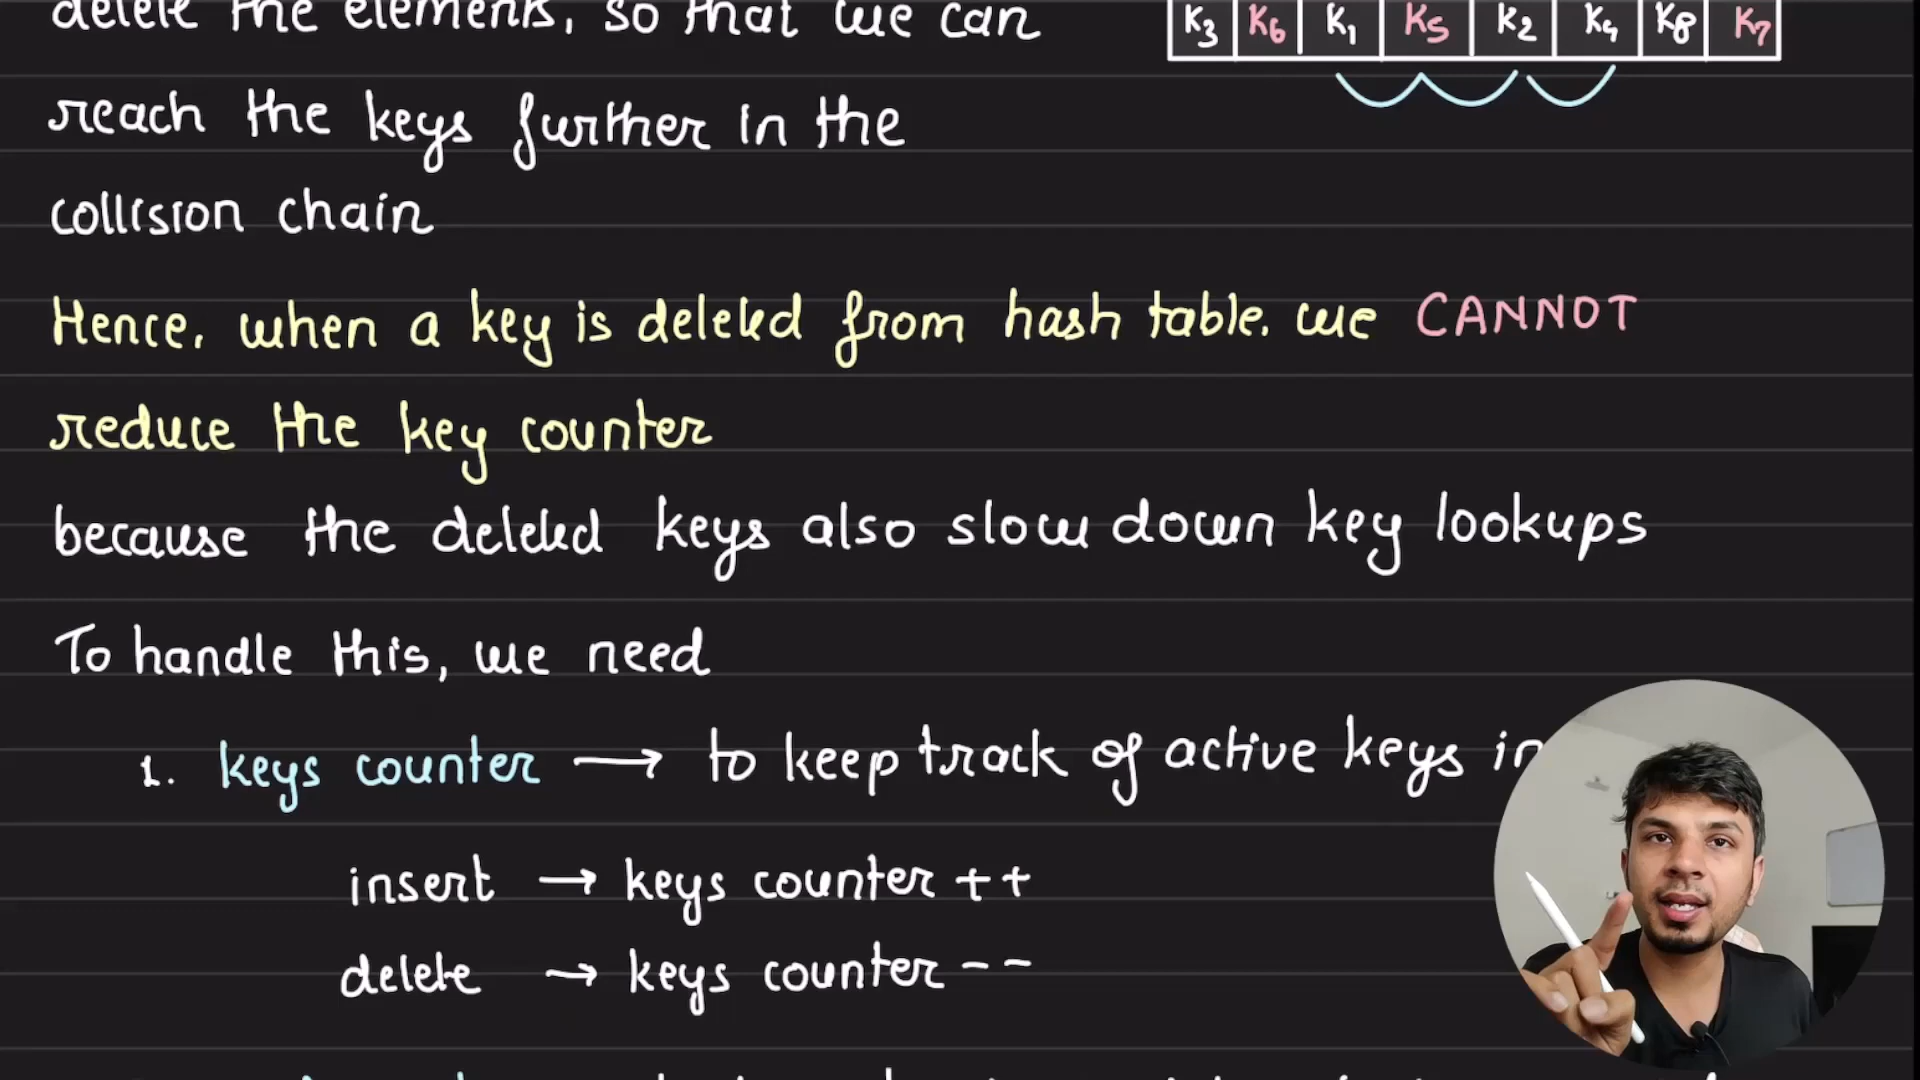 delete the elements, so that we can
K3 K6 K1 K5 K2 K4 K8 K7
reach the keys further in the
collision chain
Hence, when a key is deleted from hash table. we CANNOT
reduce the key counter
because the deleted keys also slow down key lookups
To handle this, we need
1. keys counter → to keep track of active keys in
insert → keys counter ++
delete → keys counter --